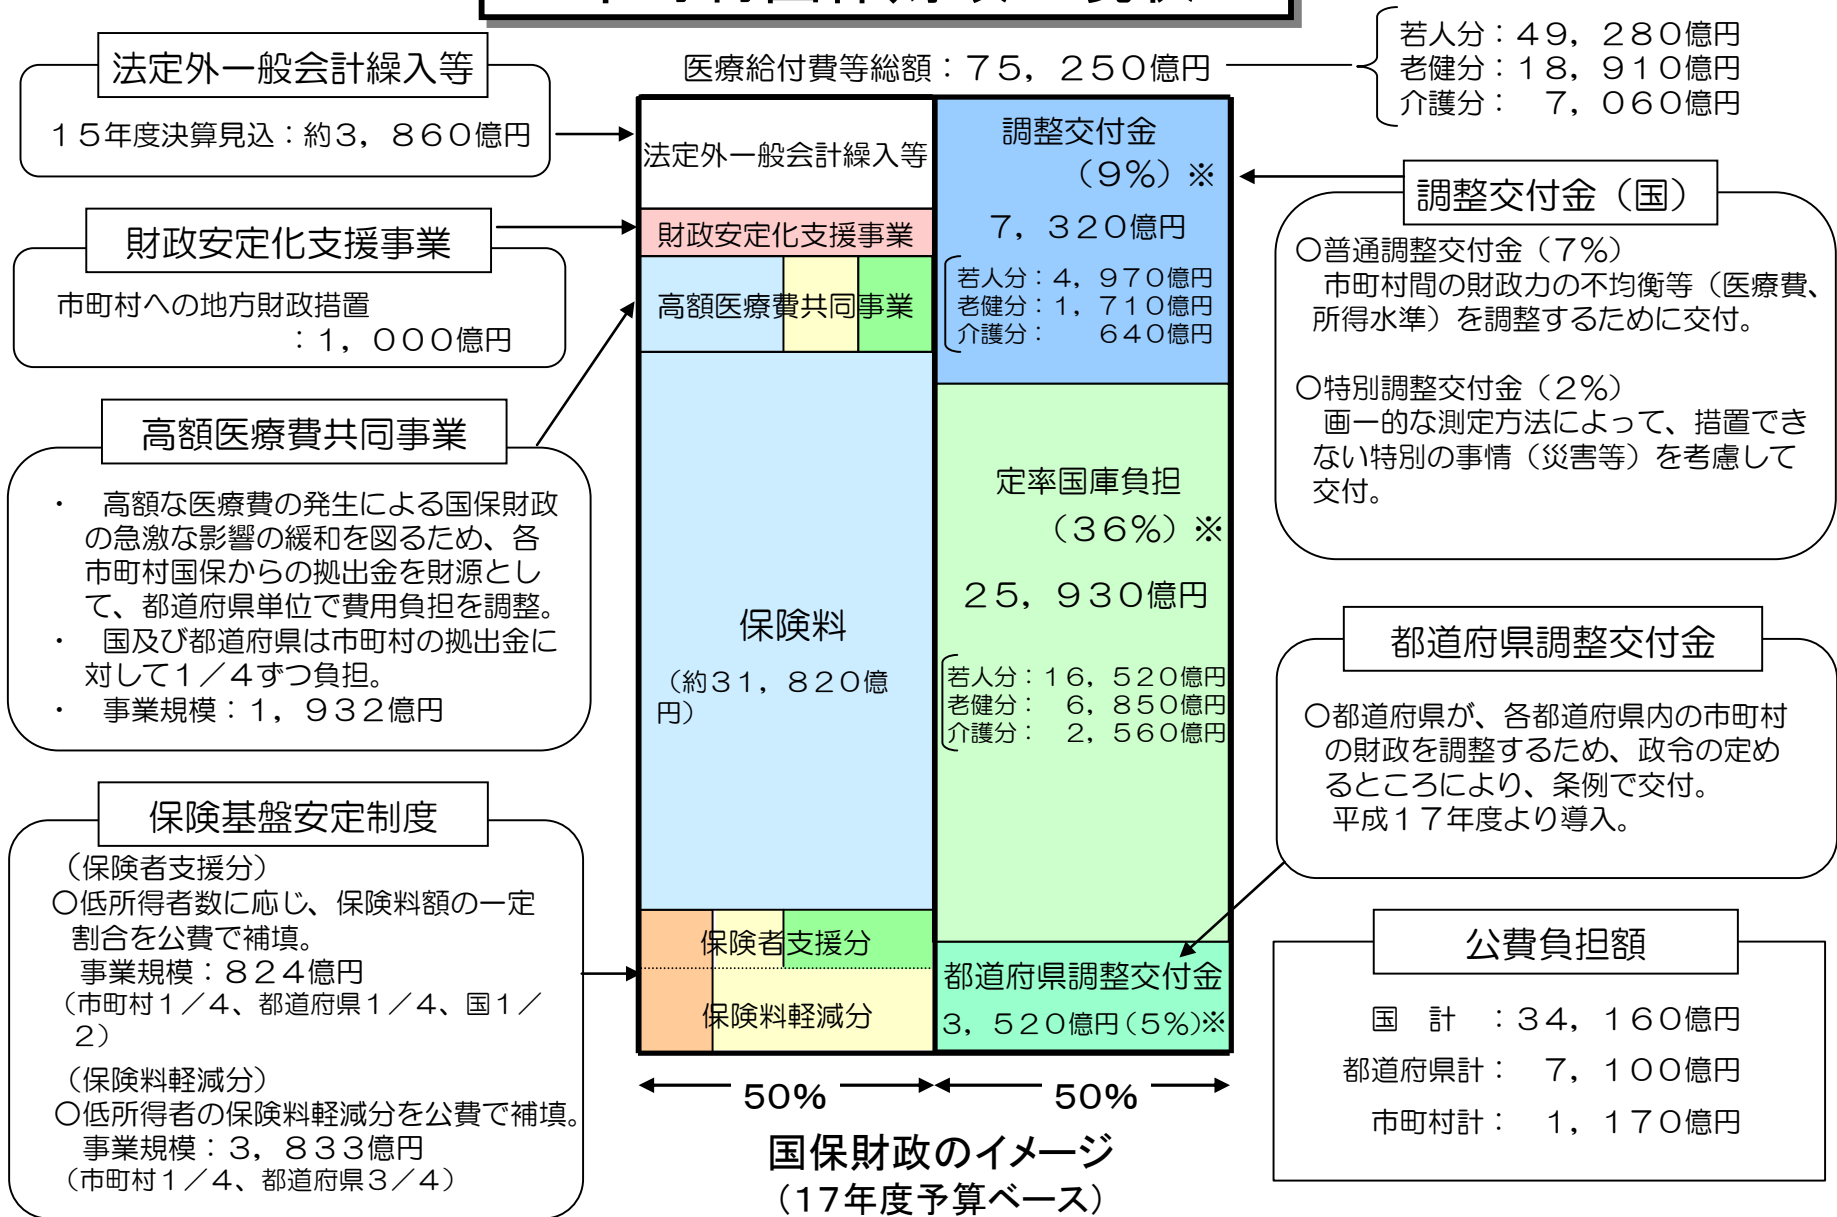 医療給付費等総額：７５，２５０億円
若人分：４９，２８０億円
老健分：１８，９１０億円
介護分：　７，０６０億円
法定外一般会計繰入等
１５年度決算見込：約３，８６０億円
財政安定化支援事業
市町村への地方財政措置
：１，０００億円
高額医療費共同事業
・　高額な医療費の発生による国保財政
の急激な影響の緩和を図るため、各
市町村国保からの拠出金を財源とし
て、都道府県単位で費用負担を調整。
・　国及び都道府県は市町村の拠出金に
対して１／４ずつ負担。
・　事業規模：１，９３２億円
保険基盤安定制度
（保険者支援分）
○低所得者数に応じ、保険料額の一定
割合を公費で補填。
事業規模：８２４億円
（市町村１／４、都道府県１／４、国１／
２）
（保険料軽減分）
○低所得者の保険料軽減分を公費で補填。
事業規模：３，８３３億円
（市町村１／４、都道府県３／４）
法定外一般会計繰入等
財政安定化支援事業
高額医療費共同事業
保険料
（約３１，８２０億
円）
保険者支援分
保険料軽減分
調整交付金
（９％）※
７，３２０億円
若人分：４，９７０億円
老健分：１，７１０億円
介護分：　　６４０億円
定率国庫負担
（３６％）※
２５，９３０億円
若人分：１６，５２０億円
老健分：　６，８５０億円
介護分：　２，５６０億円
都道府県調整交付金
３，５２０億円（５％）※
50%
50%
国保財政のイメージ
（１７年度予算ベース）
調整交付金（国）
○普通調整交付金（７％）
市町村間の財政力の不均衡等（医療費、
所得水準）を調整するために交付。
○特別調整交付金（２％）
画一的な測定方法によって、措置でき
ない特別の事情（災害等）を考慮して
交付。
都道府県調整交付金
○都道府県が、各都道府県内の市町村
の財政を調整するため、政令の定め
るところにより、条例で交付。
平成１７年度より導入。
公費負担額
国　計　：３４，１６０億円
都道府県計：　７，１００億円
市町村計：　１，１７０億円